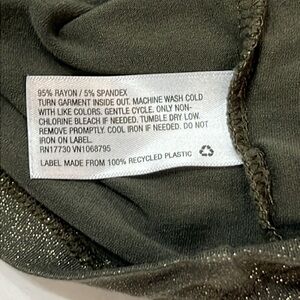 95% RAYON / 5% SPANDEX
TURN GARMENT INSIDE OUT. MACHINE WASH COLD
WITH LIKE COLORS. GENTLE CYCLE. ONLY NON-
CHLORINE BLEACH IF NEEDED. TUMBLE DRY LOW.
REMOVE PROMPTLY. COOL IRON IF NEEDED. DO NOT
IRON ON LABEL.
RN17730 VN1068795
LABEL MADE FROM 100% RECYCLED PLASTIC